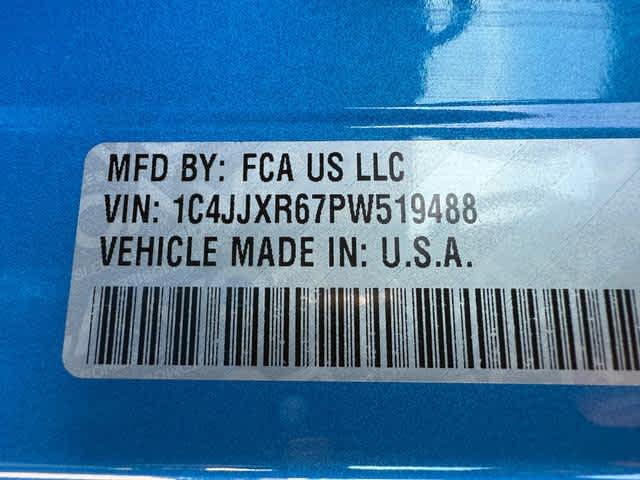 MFD BY: FCA US LLC
VIN: 1C4JJXR67PW519488
VEHICLE MADE IN: U.S.A.